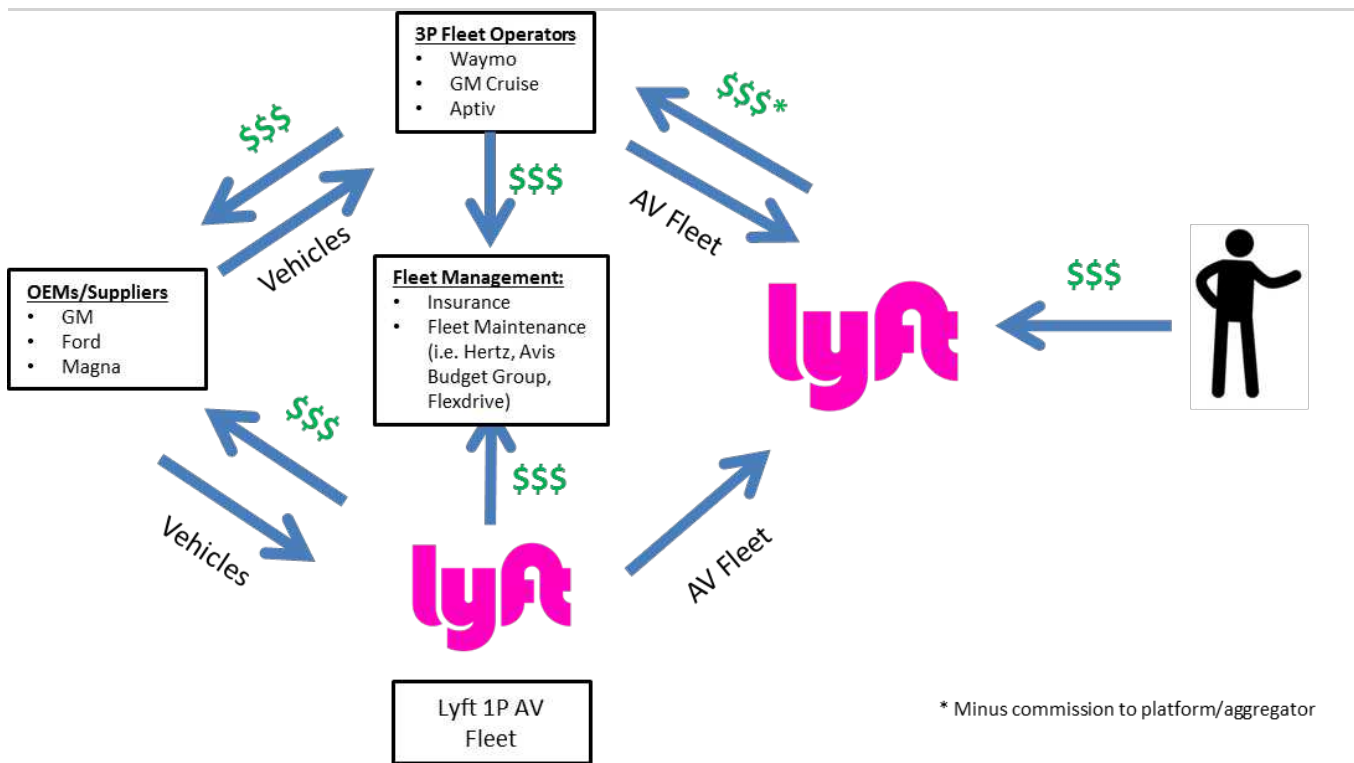 3P Fleet Operators
• Waymo
• GM Cruise
• Aptiv
$$$
$$$*
Vehicles
$$$
AV Fleet
OEMs/Suppliers
• GM
• Ford
• Magna
Fleet Management:
• Insurance
• Fleet Maintenance
(i.e. Hertz, Avis
Budget Group,
Flexdrive)
lyft
$$$
$$$
Vehicles
$$$
AV Fleet
lyft
Lyft 1P AV
Fleet
* Minus commission to platform/aggregator